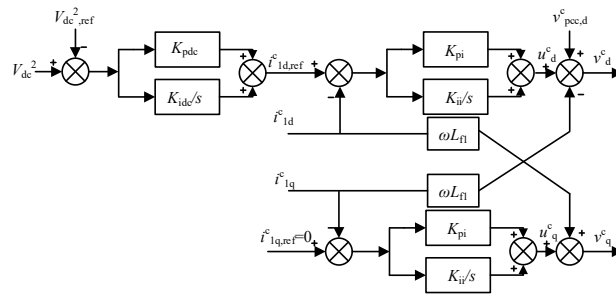 V_dc^2,ref
V_dc^2
K_pdc
K_idc/s
i^c_1d,ref
K_pi
K_ii/s
u^c_d
v^c_pcc,d
v^c_d
i^c_1d
ωL_f1
i^c_1q
ωL_f1
i^c_1q,ref=0
K_pi
K_ii/s
u^c_q
v^c_q